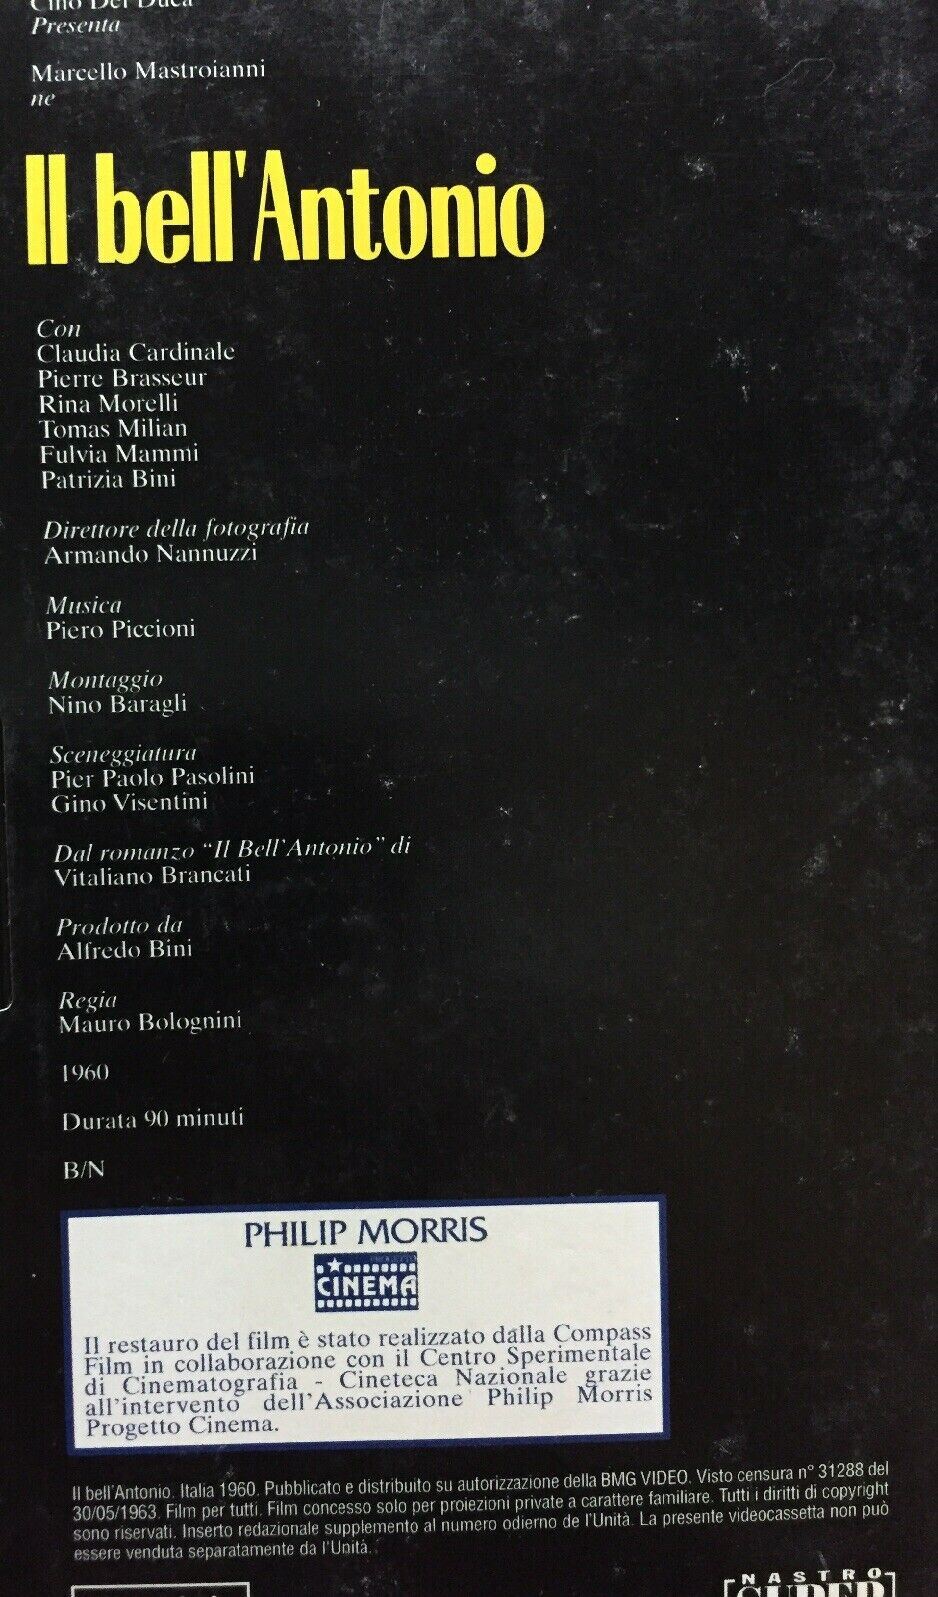 Cino Del Duca
Presenta
Marcello Mastroianni
ne
Il bell'Antonio
Con
Claudia Cardinale
Pierre Brasseur
Rina Morelli
Tomas Milian
Fulvia Mammi
Patrizia Bini
Direttore della fotografia
Armando Nannuzzi
Musica
Piero Piccioni
Montaggio
Nino Baragli
Sceneggiatura
Pier Paolo Pasolini
Gino Visentini
Dal romanzo “Il Bell'Antonio” di
Vitaliano Brancati
Prodotto da
Alfredo Bini
Regia
Mauro Bolognini
1960
Durata 90 minuti
B/N
PHILIP MORRIS
CINEMA
Il restauro del film è stato realizzato dalla Compass
Film in collaborazione con il Centro Sperimentale
di Cinematografia - Cineteca Nazionale grazie
all'intervento dell'Associazione Philip Morris
Progetto Cinema.
Il bell'Antonio. Italia 1960. Pubblicato e distribuito su autorizzazione della BMG VIDEO. Visto censura n° 31288 del
30/05/1963. Film per tutti. Film concesso solo per proiezioni private a carattere familiare. Tutti i diritti di copyright
sono riservati. Inserto redazionale supplemento al numero odierno de l'Unità. La presente videocassetta non può
essere venduta separatamente da l'Unità.
NASTRO
SUPER